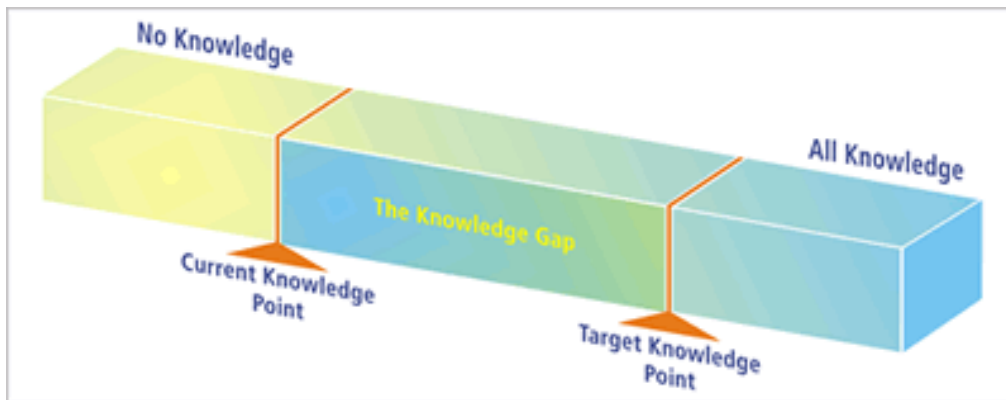 No Knowledge
All Knowledge
The Knowledge Gap
Current Knowledge
Point
Target Knowledge
Point